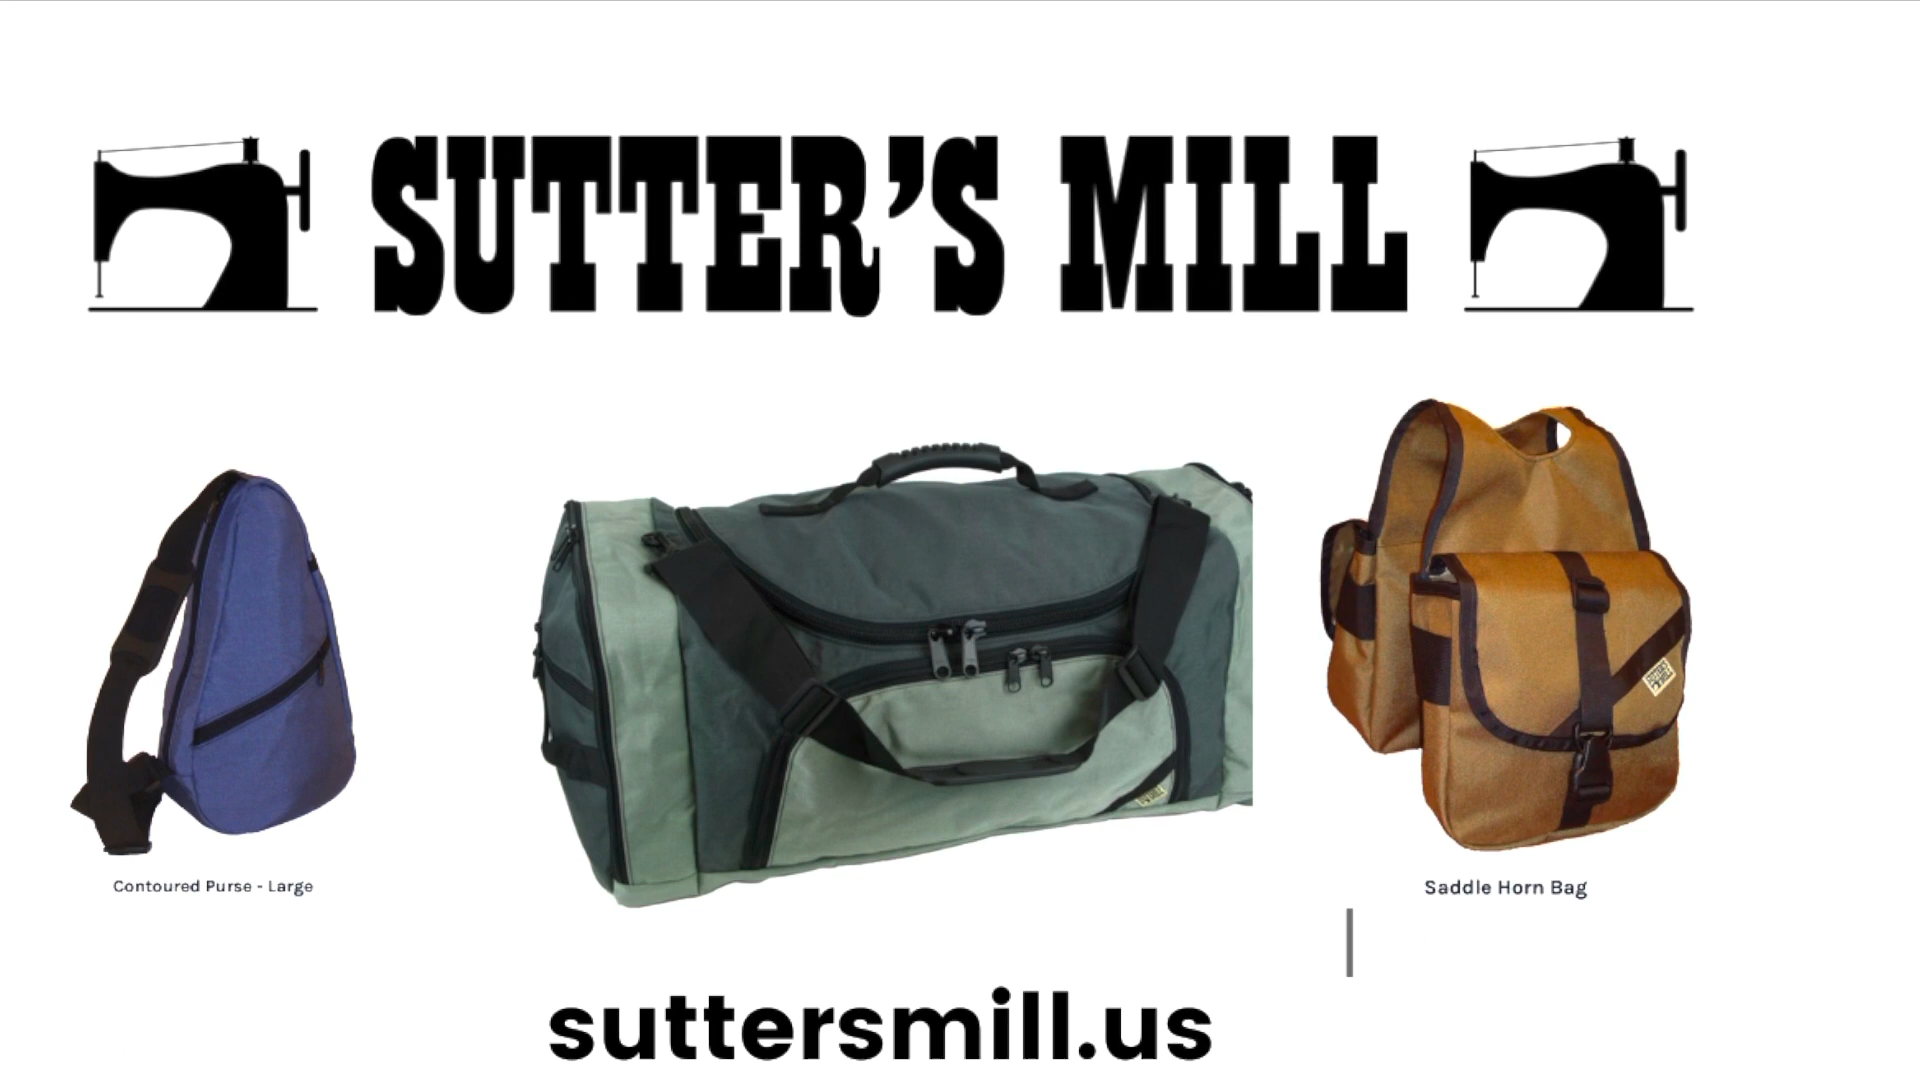 SUTTER'S MILL
Contoured Purse - Large
Saddle Horn Bag
suttersmill.us